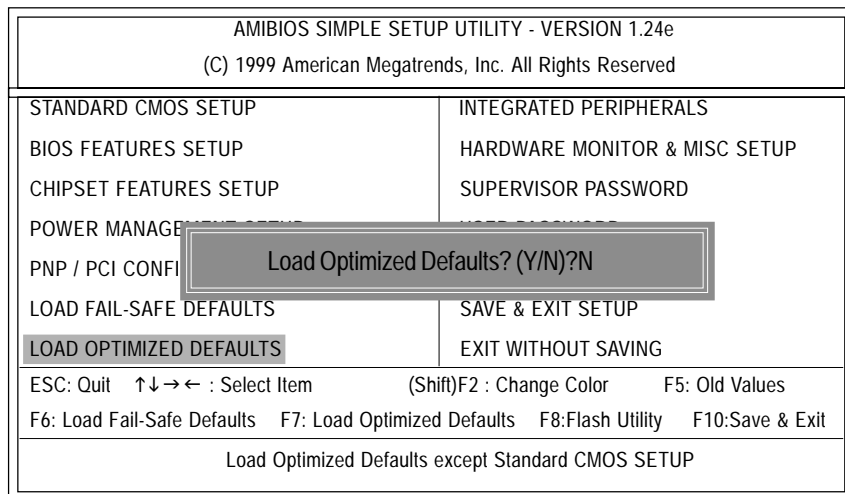 AMIBIOS SIMPLE SETUP UTILITY - VERSION 1.24e
(C) 1999 American Megatrends, Inc. All Rights Reserved
STANDARD CMOS SETUP
INTEGRATED PERIPHERALS
BIOS FEATURES SETUP
HARDWARE MONITOR & MISC SETUP
CHIPSET FEATURES SETUP
SUPERVISOR PASSWORD
POWER MANAGEMENT SETUP
USER PASSWORD
PNP / PCI CONFI
Load Optimized Defaults? (Y/N)?N
LOAD FAIL-SAFE DEFAULTS
SAVE & EXIT SETUP
LOAD OPTIMIZED DEFAULTS
EXIT WITHOUT SAVING
ESC: Quit ↑↓→← : Select Item (Shift)F2 : Change Color F5: Old Values
F6: Load Fail-Safe Defaults F7: Load Optimized Defaults F8:Flash Utility F10:Save & Exit
Load Optimized Defaults except Standard CMOS SETUP